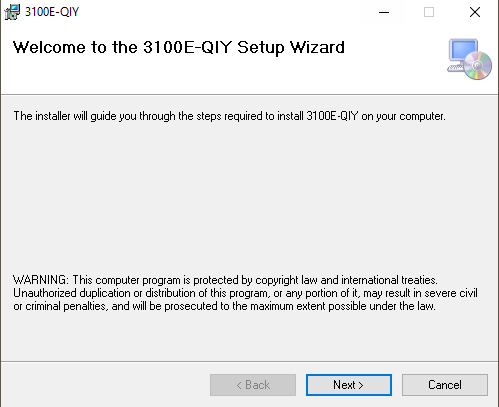 3100E-QIY
Welcome to the 3100E-QIY Setup Wizard
The installer will guide you through the steps required to install 3100E-QIY on your computer.
WARNING: This computer program is protected by copyright law and international treaties.
Unauthorized duplication or distribution of this program, or any portion of it, may result in severe civil
or criminal penalties, and will be prosecuted to the maximum extent possible under the law.
< Back
Next >
Cancel